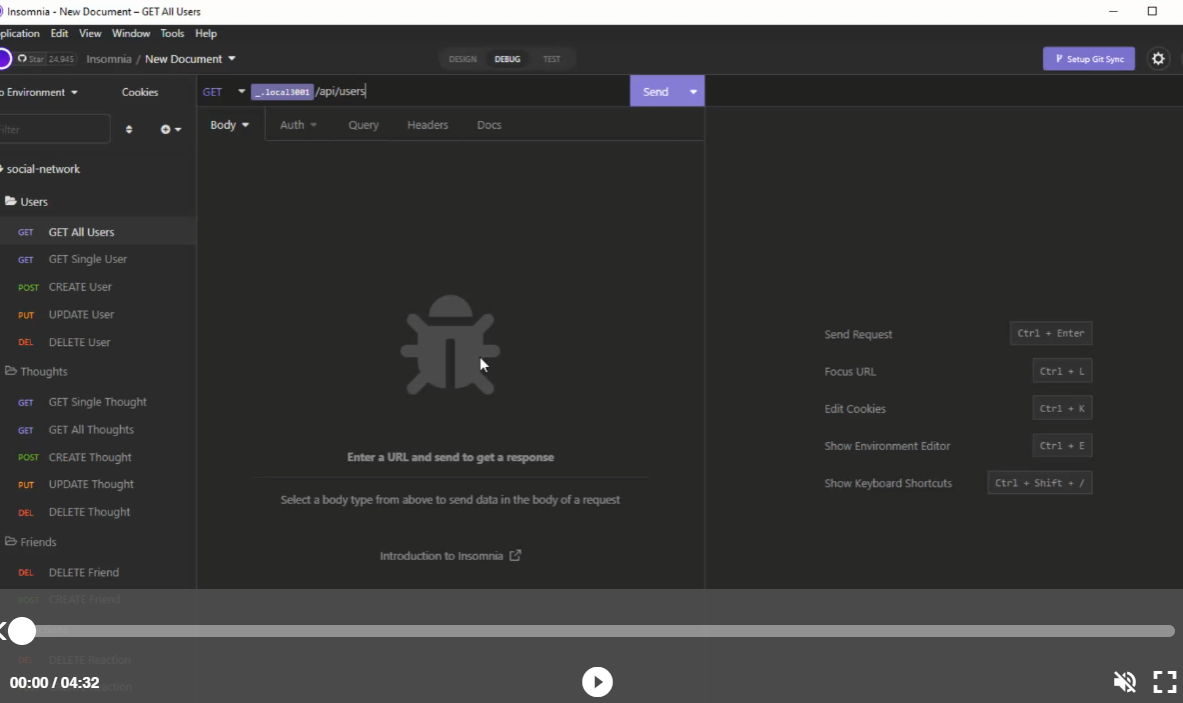 Insomnia - New Document – GET All Users
plication Edit View Window Tools Help
Star 24,945 Insomnia / New Document DESIGN DEBUG TEST Setup Git Sync
o Environment Cookies GET _.local3001 /api/users Send
Filter Body Auth Query Headers Docs
social-network
Users
GET GET All Users
GET GET Single User
POST CREATE User
PUT UPDATE User
DEL DELETE User
Thoughts
GET GET Single Thought
GET GET All Thoughts
POST CREATE Thought
PUT UPDATE Thought
DEL DELETE Thought
Friends
DEL DELETE Friend
POST CREATE Friend
DEL DELETE Reaction
Enter a URL and send to get a response
Select a body type from above to send data in the body of a request
Introduction to Insomnia
Send Request Ctrl + Enter
Focus URL Ctrl + L
Edit Cookies Ctrl + K
Show Environment Editor Ctrl + E
Show Keyboard Shortcuts Ctrl + Shift + /
00:00 / 04:32